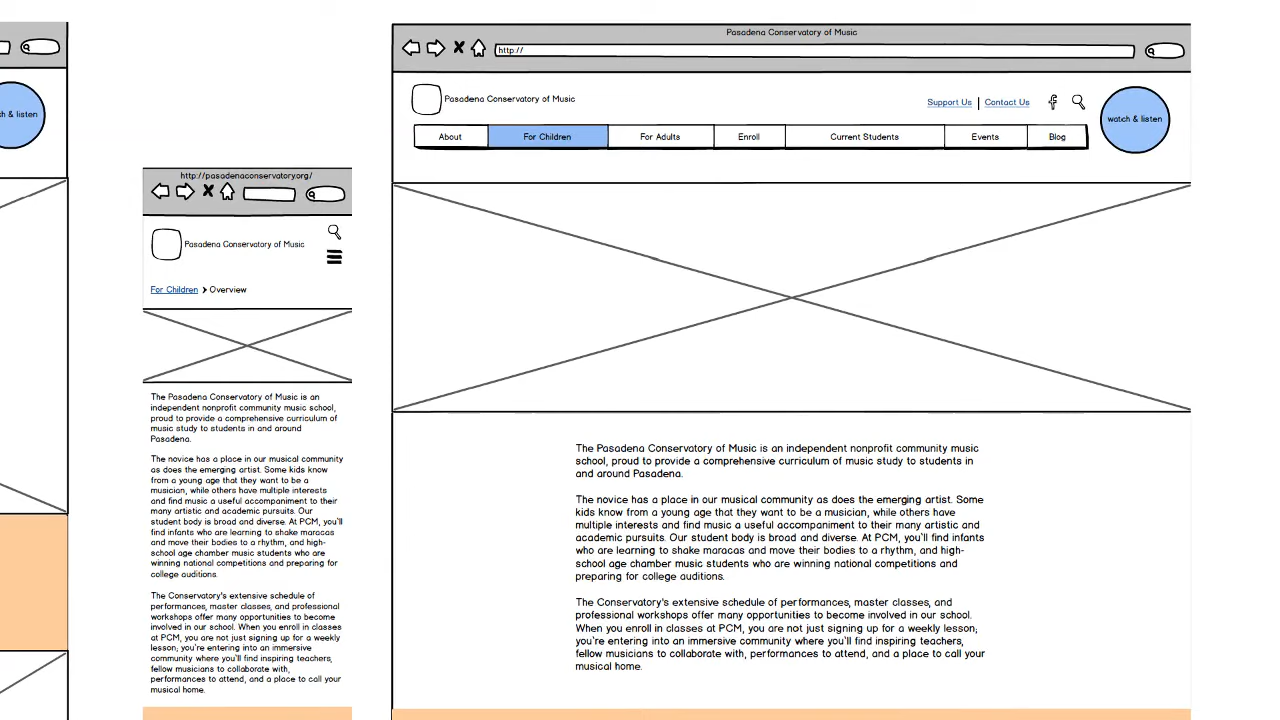 ch & listen
http://pasadenaconservatory.org/
Pasadena Conservatory of Music
For Children > Overview
The Pasadena Conservatory of Music is an
independent nonprofit community music school,
proud to provide a comprehensive curriculum of
music study to students in and around
Pasadena.
The novice has a place in our musical community
as does the emerging artist. Some kids know
from a young age that they want to be a
musician, while others have multiple interests
and find music a useful accompaniment to their
many artistic and academic pursuits. Our
student body is broad and diverse. At PCM, you`ll
find infants who are learning to shake maracas
and move their bodies to a rhythm, and high-
school age chamber music students who are
winning national competitions and preparing for
college auditions.
The Conservatory's extensive schedule of
performances, master classes, and professional
workshops offer many opportunities to become
involved in our school. When you enroll in classes
at PCM, you are not just signing up for a weekly
lesson; you`re entering into an immersive
community where you`ll find inspiring teachers,
fellow musicians to collaborate with,
performances to attend, and a place to call your
musical home.
Pasadena Conservatory of Music
http://
Pasadena Conservatory of Music
Support Us | Contact Us
watch & listen
About For Children For Adults Enroll Current Students Events Blog
The Pasadena Conservatory of Music is an independent nonprofit community music
school, proud to provide a comprehensive curriculum of music study to students in
and around Pasadena.
The novice has a place in our musical community as does the emerging artist. Some
kids know from a young age that they want to be a musician, while others have
multiple interests and find music a useful accompaniment to their many artistic and
academic pursuits. Our student body is broad and diverse. At PCM, you`ll find infants
who are learning to shake maracas and move their bodies to a rhythm, and high-
school age chamber music students who are winning national competitions and
preparing for college auditions.
The Conservatory's extensive schedule of performances, master classes, and
professional workshops offer many opportunities to become involved in our school.
When you enroll in classes at PCM, you are not just signing up for a weekly lesson;
you`re entering into an immersive community where you`ll find inspiring teachers,
fellow musicians to collaborate with, performances to attend, and a place to call your
musical home.